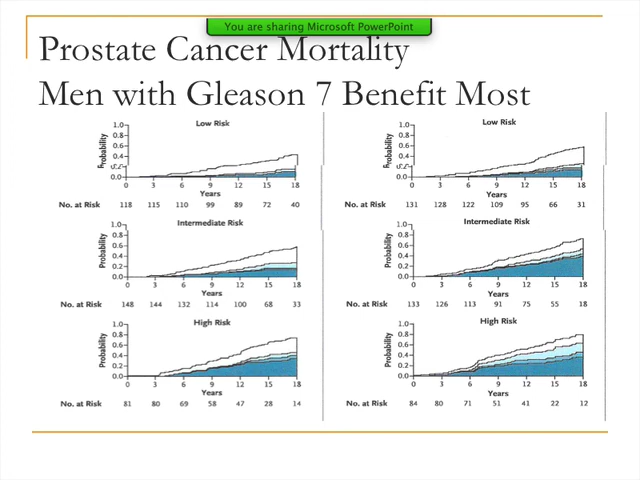 You are sharing Microsoft PowerPoint
Prostate Cancer Mortality
Men with Gleason 7 Benefit Most
Low Risk
Probability
1.0
0.8
0.6
0.4
0.2
0.0
0 3 6 9 12 15 18
Years
No. at Risk 118 115 110 99 89 72 40
Low Risk
Probability
1.0
0.8
0.6
0.4
0.2
0.0
0 3 6 9 12 15 18
Years
No. at Risk 131 128 122 109 95 66 31
Intermediate Risk
Probability
1.0
0.8
0.6
0.4
0.2
0.0
0 3 6 9 12 15 18
Years
No. at Risk 148 144 132 114 100 68 33
Intermediate Risk
Probability
1.0
0.8
0.6
0.4
0.2
0.0
0 3 6 9 12 15 18
Years
No. at Risk 133 126 113 91 75 55 18
High Risk
Probability
1.0
0.8
0.6
0.4
0.2
0.0
0 3 6 9 12 15 18
Years
No. at Risk 81 80 69 58 47 28 14
High Risk
Probability
1.0
0.8
0.6
0.4
0.2
0.0
0 3 6 9 12 15 18
Years
No. at Risk 84 80 71 51 41 22 12